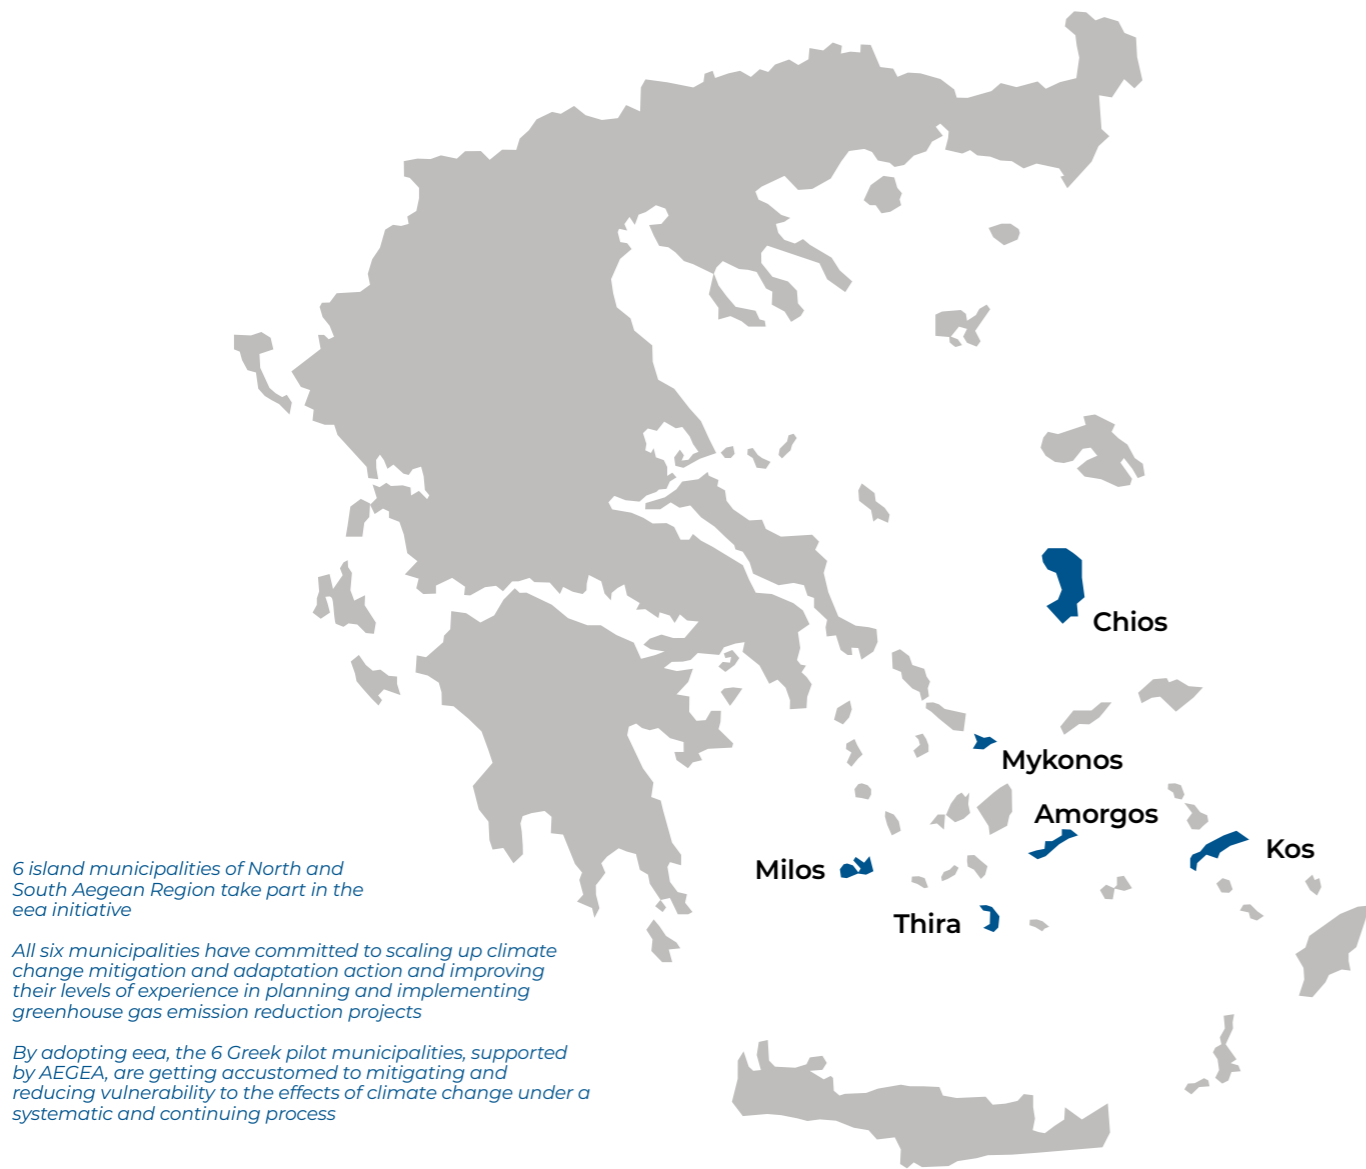 Chios
Mykonos
Amorgos
Kos
Milos
Thira
6 island municipalities of North and
South Aegean Region take part in the
eea initiative
All six municipalities have committed to scaling up climate
change mitigation and adaptation action and improving
their levels of experience in planning and implementing
greenhouse gas emission reduction projects
By adopting eea, the 6 Greek pilot municipalities, supported
by AEGEA, are getting accustomed to mitigating and
reducing vulnerability to the effects of climate change under a
systematic and continuing process